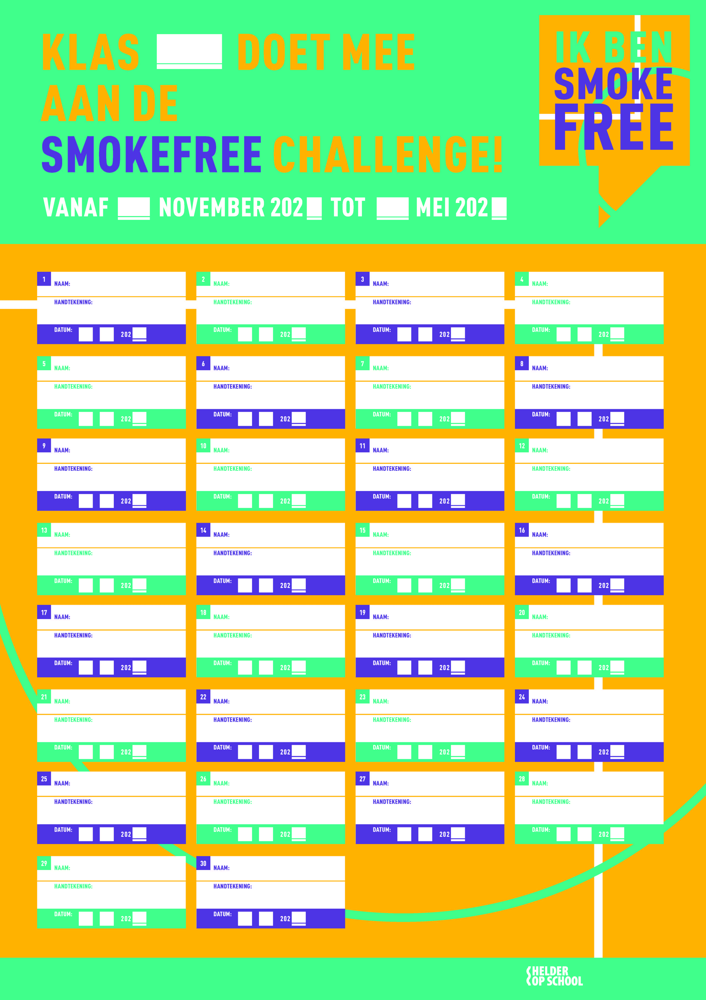 KLAS DOET MEE
AAN DE
SMOKEFREE CHALLENGE!
VANAF NOVEMBER 202 TOT MEI 202
IK BEN
SMOKE
FREE
1 NAAM:
HANDTEKENING:
DATUM: 202
2 NAAM:
HANDTEKENING:
DATUM: 202
3 NAAM:
HANDTEKENING:
DATUM: 202
4 NAAM:
HANDTEKENING:
DATUM: 202
5 NAAM:
HANDTEKENING:
DATUM: 202
6 NAAM:
HANDTEKENING:
DATUM: 202
7 NAAM:
HANDTEKENING:
DATUM: 202
8 NAAM:
HANDTEKENING:
DATUM: 202
9 NAAM:
HANDTEKENING:
DATUM: 202
10 NAAM:
HANDTEKENING:
DATUM: 202
11 NAAM:
HANDTEKENING:
DATUM: 202
12 NAAM:
HANDTEKENING:
DATUM: 202
13 NAAM:
HANDTEKENING:
DATUM: 202
14 NAAM:
HANDTEKENING:
DATUM: 202
15 NAAM:
HANDTEKENING:
DATUM: 202
16 NAAM:
HANDTEKENING:
DATUM: 202
17 NAAM:
HANDTEKENING:
DATUM: 202
18 NAAM:
HANDTEKENING:
DATUM: 202
19 NAAM:
HANDTEKENING:
DATUM: 202
20 NAAM:
HANDTEKENING:
DATUM: 202
21 NAAM:
HANDTEKENING:
DATUM: 202
22 NAAM:
HANDTEKENING:
DATUM: 202
23 NAAM:
HANDTEKENING:
DATUM: 202
24 NAAM:
HANDTEKENING:
DATUM: 202
25 NAAM:
HANDTEKENING:
DATUM: 202
26 NAAM:
HANDTEKENING:
DATUM: 202
27 NAAM:
HANDTEKENING:
DATUM: 202
28 NAAM:
HANDTEKENING:
DATUM: 202
29 NAAM:
HANDTEKENING:
DATUM: 202
30 NAAM:
HANDTEKENING:
DATUM: 202
HELDER
OP SCHOOL